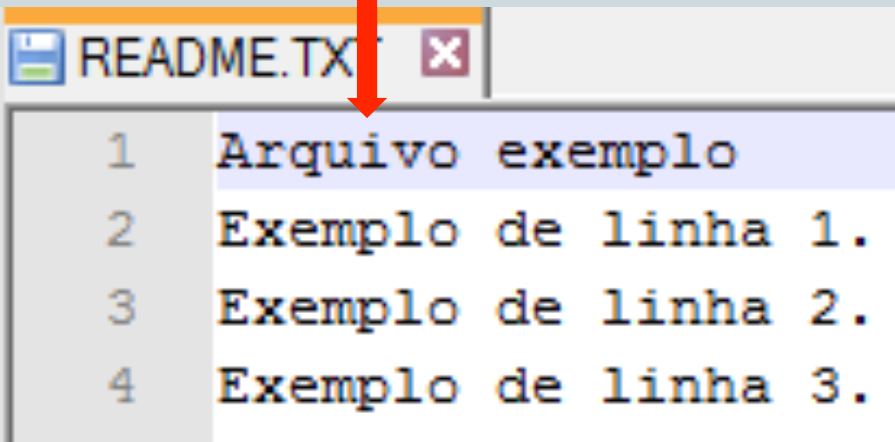 README.TXT
1 Arquivo exemplo
2 Exemplo de linha 1.
3 Exemplo de linha 2.
4 Exemplo de linha 3.